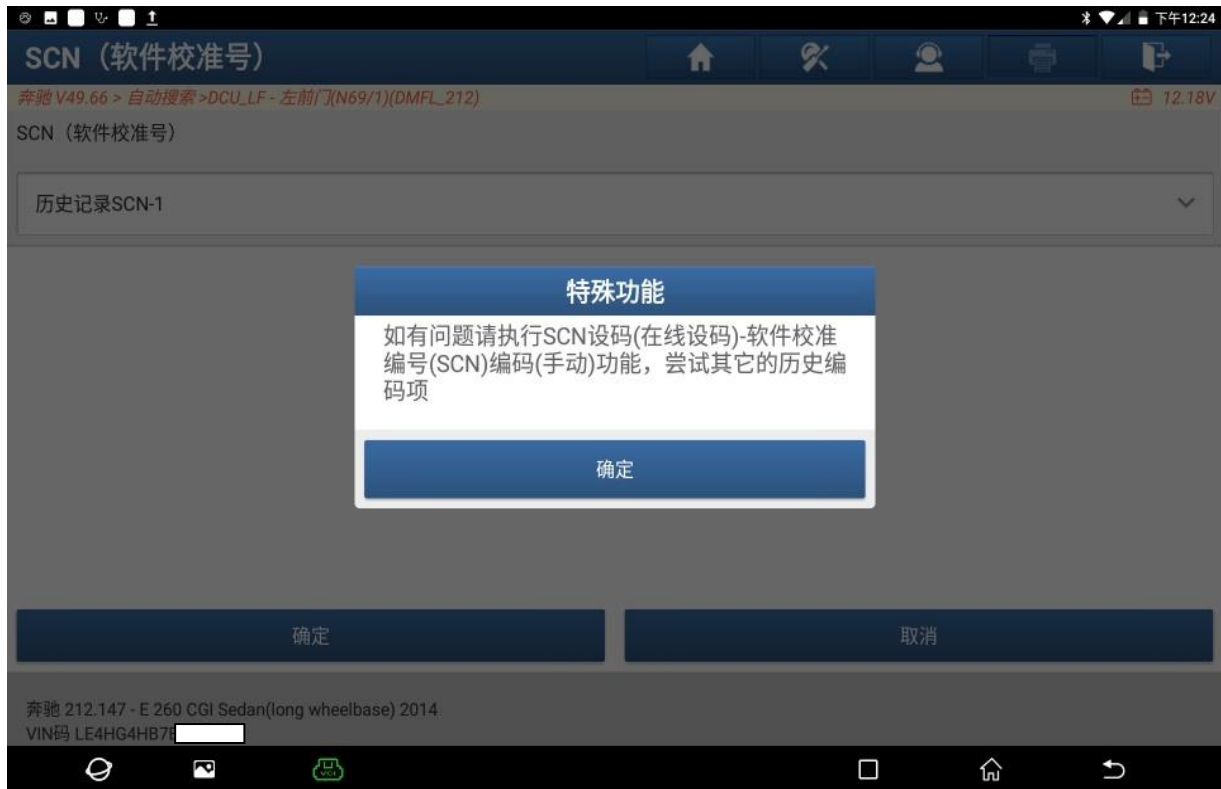 下午12:24
SCN（软件校准号）
奔驰 V49.66 > 自动搜索 >DCU_LF - 左前门(N69/1)(DMFL_212)
12.18V
SCN（软件校准号）
历史记录SCN-1
特殊功能
如有问题请执行SCN设码(在线设码)-软件校准
编号(SCN)编码(手动)功能，尝试其它的历史编
码项
确定
确定
取消
奔驰 212.147 - E 260 CGI Sedan(long wheelbase) 2014
VIN码 LE4HG4HB7
VCI